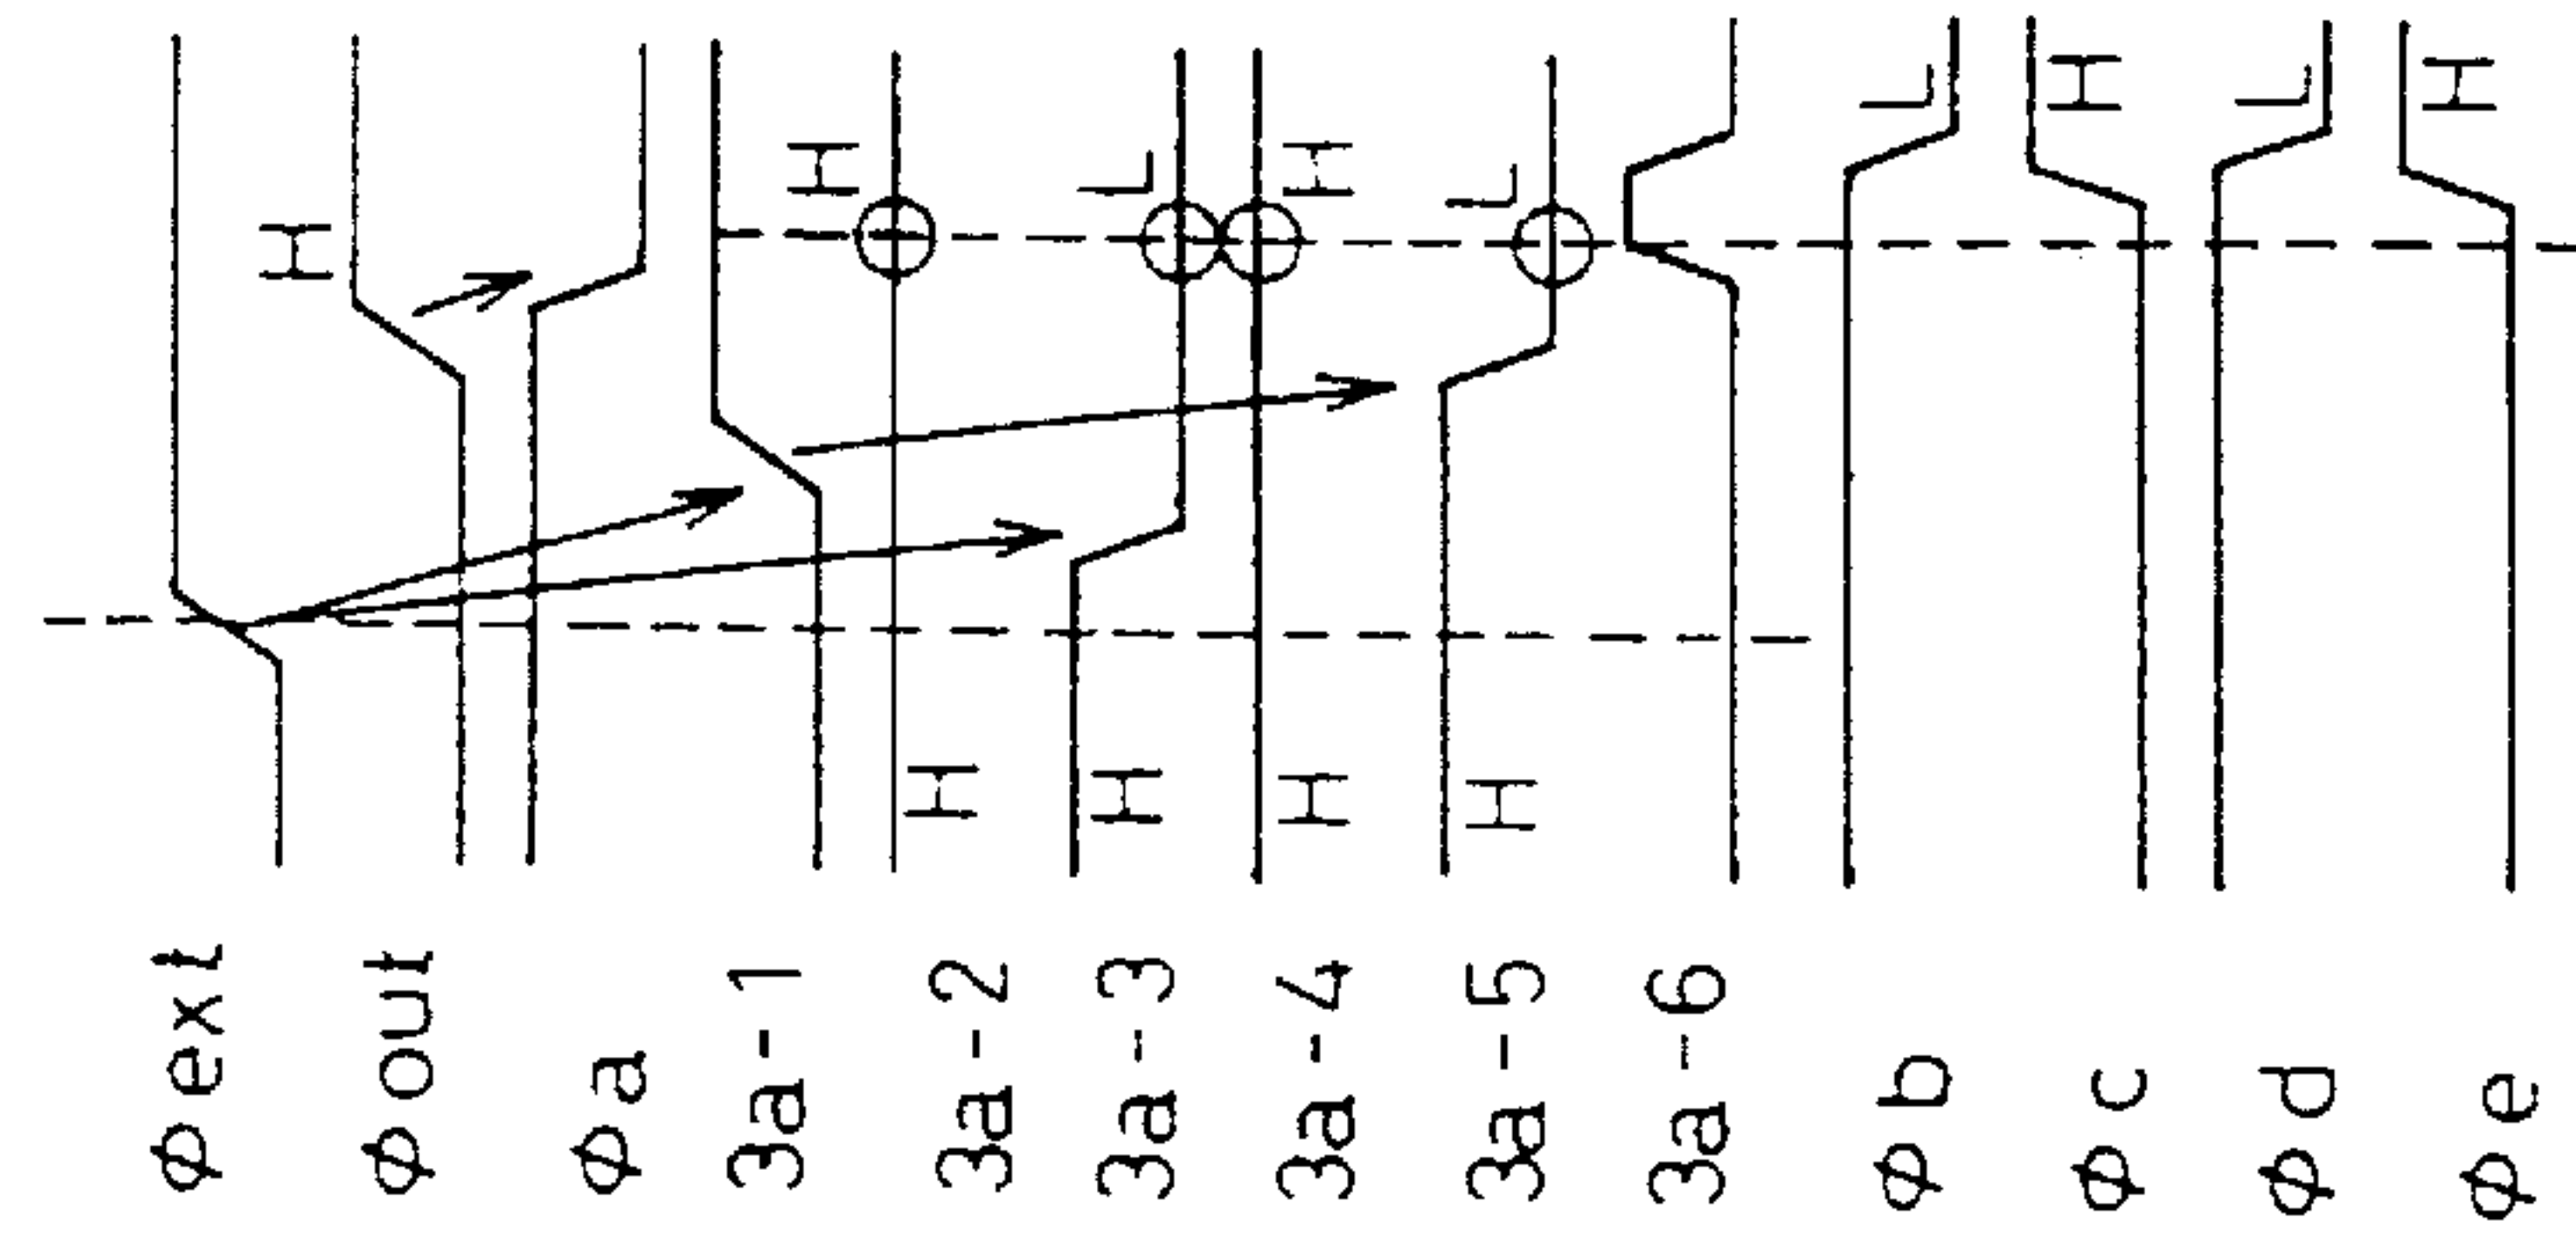 φext
φout H
φa
3a-1
3a-2 H H
3a-3 H L
3a-4 H H
3a-5 H L
3a-6
φb L
φc H
φd L
φe H